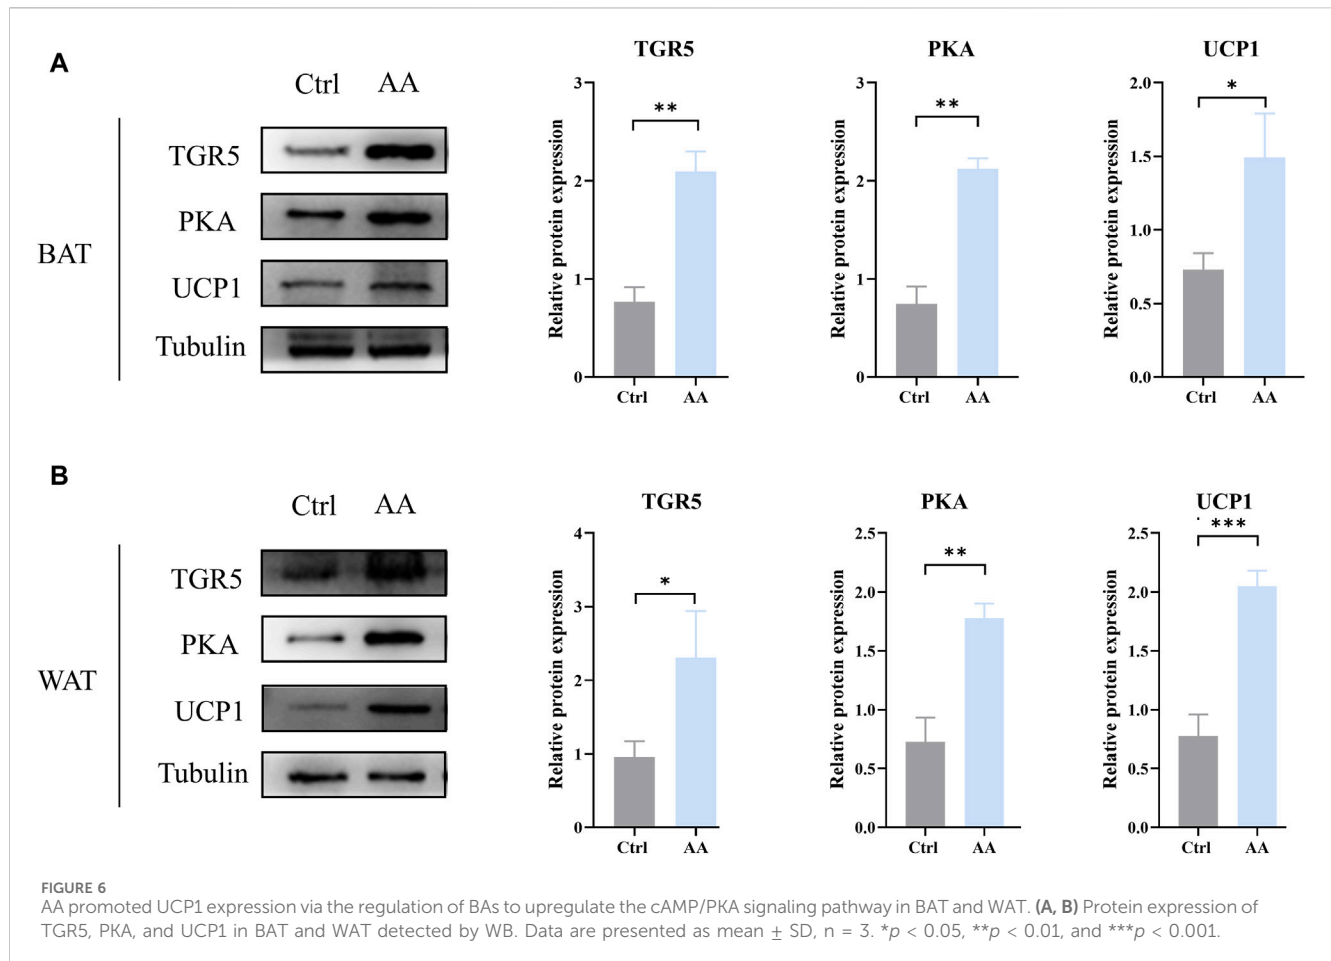 A
Ctrl AA
BAT
TGR5
PKA
UCP1
Tubulin
TGR5
Relative protein expression
3
2
1
0
**
Ctrl AA
PKA
Relative protein expression
3
2
1
0
**
Ctrl AA
UCP1
Relative protein expression
2.0
1.5
1.0
0.5
0.0
*
Ctrl AA
B
Ctrl AA
WAT
TGR5
PKA
UCP1
Tubulin
TGR5
Relative protein expression
4
3
2
1
0
*
Ctrl AA
PKA
Relative protein expression
2.5
2.0
1.5
1.0
0.5
0.0
**
Ctrl AA
UCP1
Relative protein expression
2.5
2.0
1.5
1.0
0.5
0.0
***
Ctrl AA
FIGURE 6
AA promoted UCP1 expression via the regulation of BAs to upregulate the cAMP/PKA signaling pathway in BAT and WAT. (A, B) Protein expression of
TGR5, PKA, and UCP1 in BAT and WAT detected by WB. Data are presented as mean ± SD, n = 3. *p < 0.05, **p < 0.01, and ***p < 0.001.